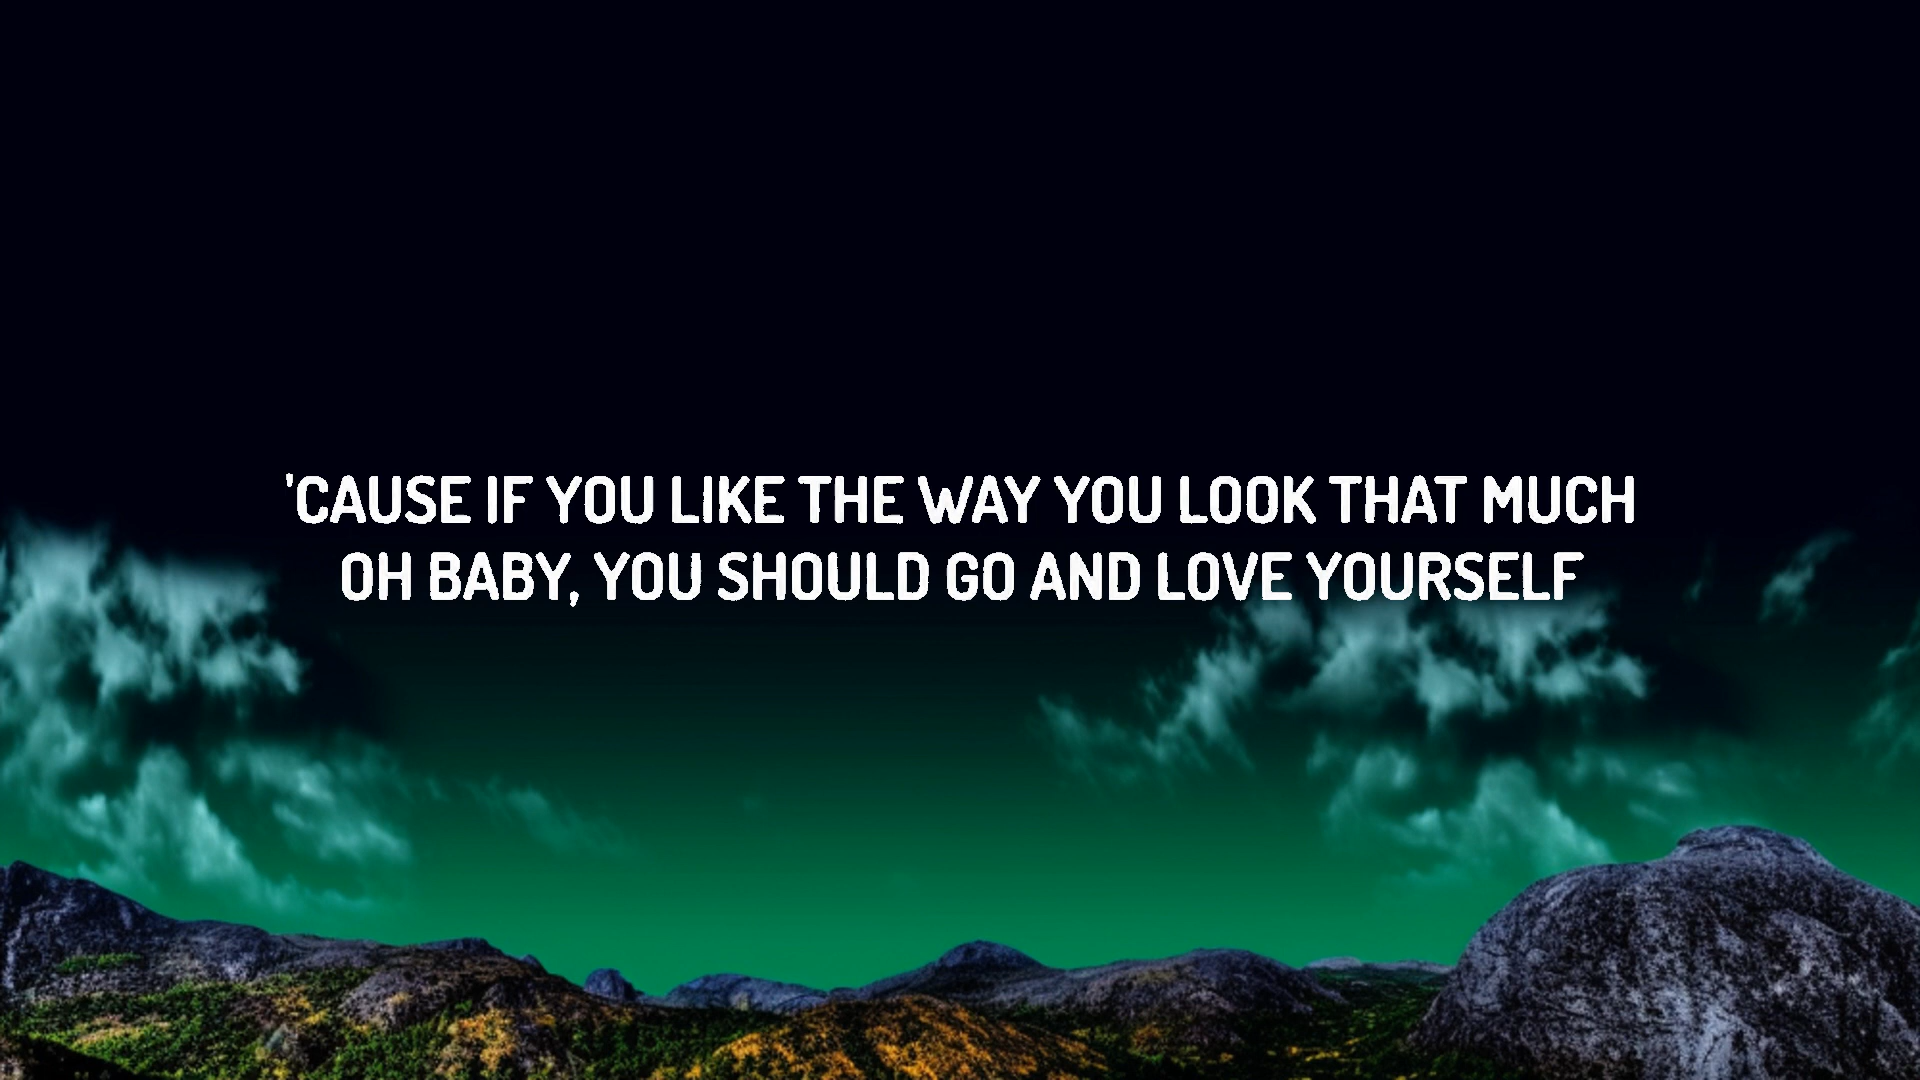 'CAUSE IF YOU LIKE THE WAY YOU LOOK THAT MUCH
OH BABY, YOU SHOULD GO AND LOVE YOURSELF